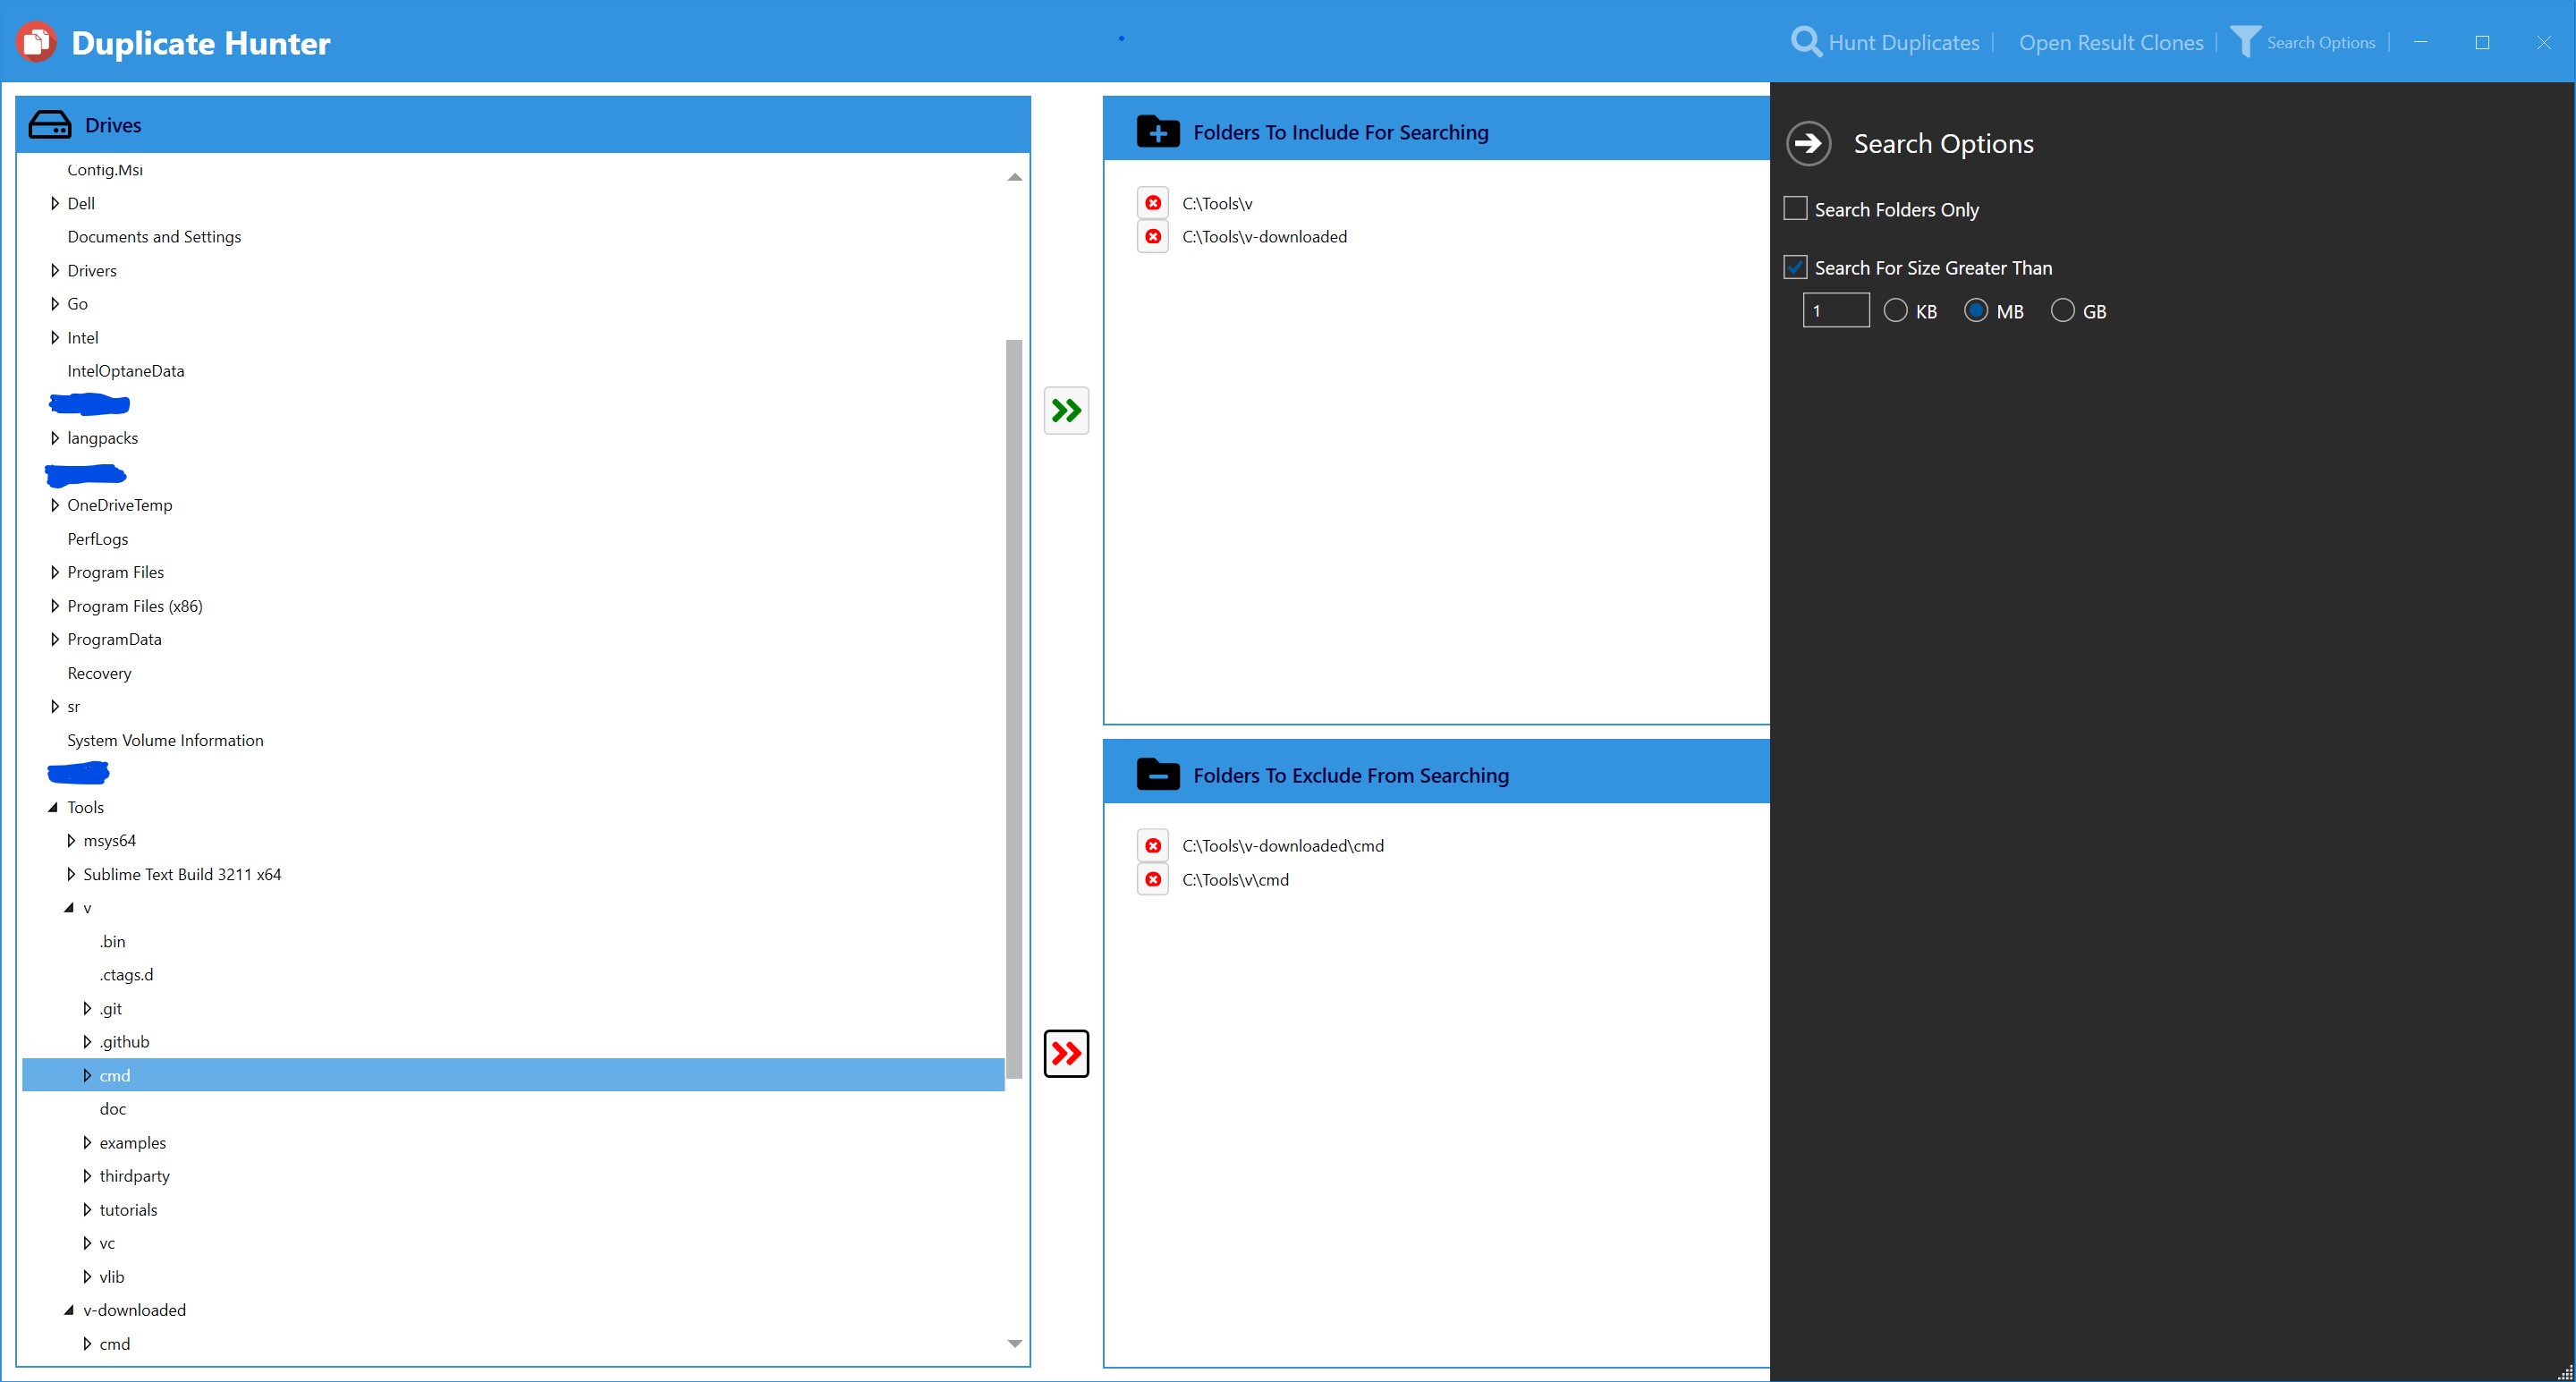 Duplicate Hunter
Hunt Duplicates
Open Result Clones
Search Options
Drives
Config.Msi
Dell
Documents and Settings
Drivers
Go
Intel
IntelOptaneData
langpacks
OneDriveTemp
PerfLogs
Program Files
Program Files (x86)
ProgramData
Recovery
sr
System Volume Information
Tools
msys64
Sublime Text Build 3211 x64
v
.bin
.ctags.d
.git
.github
cmd
doc
examples
thirdparty
tutorials
vc
vlib
v-downloaded
cmd
Folders To Include For Searching
C:\Tools\v
C:\Tools\v-downloaded
Folders To Exclude From Searching
C:\Tools\v-downloaded\cmd
C:\Tools\v\cmd
Search Options
Search Folders Only
Search For Size Greater Than
1 KB MB GB